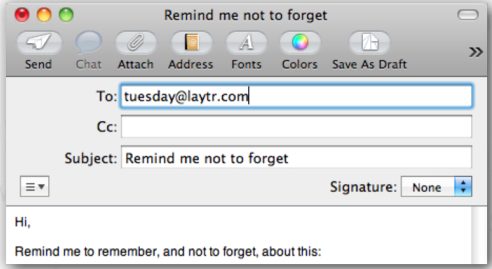 Remind me not to forget
Send Chat Attach Address Fonts Colors Save As Draft »
To: tuesday@laytr.com
Cc:
Subject: Remind me not to forget
Signature: None
Hi,
Remind me to remember, and not to forget, about this: